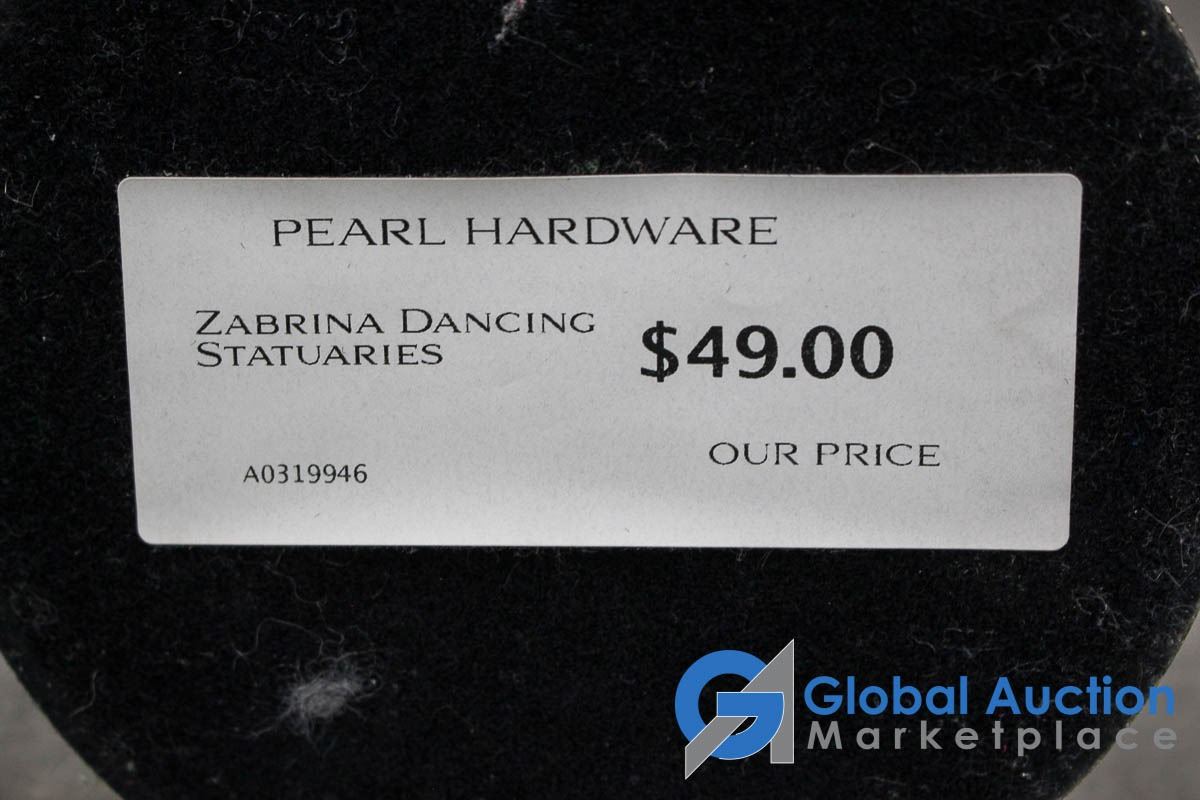 PEARL HARDWARE
ZABRINA DANCING
STATUARIES
$49.00
OUR PRICE
A0319946
Global Auction
Marketplace